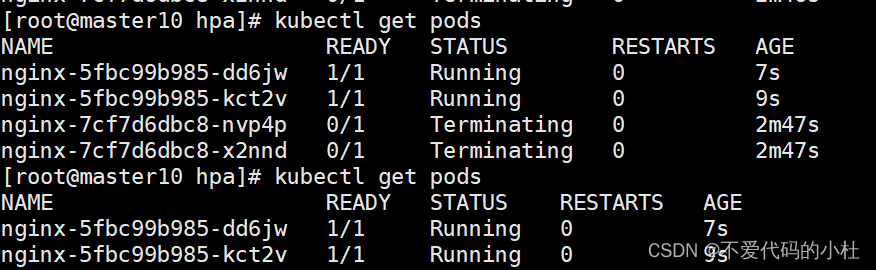 [root@master10 hpa]# kubectl get pods
NAME                     READY   STATUS        RESTARTS   AGE
nginx-5fbc99b985-dd6jw   1/1     Running       0          7s
nginx-5fbc99b985-kct2v   1/1     Running       0          9s
nginx-7cf7d6dbc8-nvp4p   0/1     Terminating   0          2m47s
nginx-7cf7d6dbc8-x2nnd   0/1     Terminating   0          2m47s
[root@master10 hpa]# kubectl get pods
NAME                     READY   STATUS    RESTARTS   AGE
nginx-5fbc99b985-dd6jw   1/1     Running   0          7s
nginx-5fbc99b985-kct2v   1/1     Running   0          9s
CSDN @不爱代码的小杜